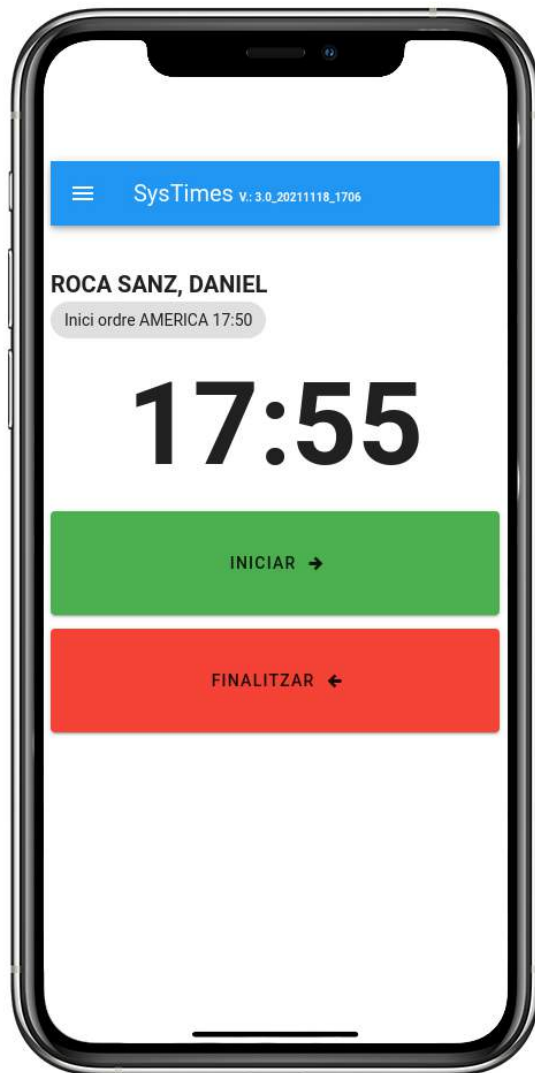 SysTimes V.: 3.0_20211118_1706
ROCA SANZ, DANIEL
Inici ordre AMERICA 17:50
17:55
INICIAR →
FINALITZAR ←